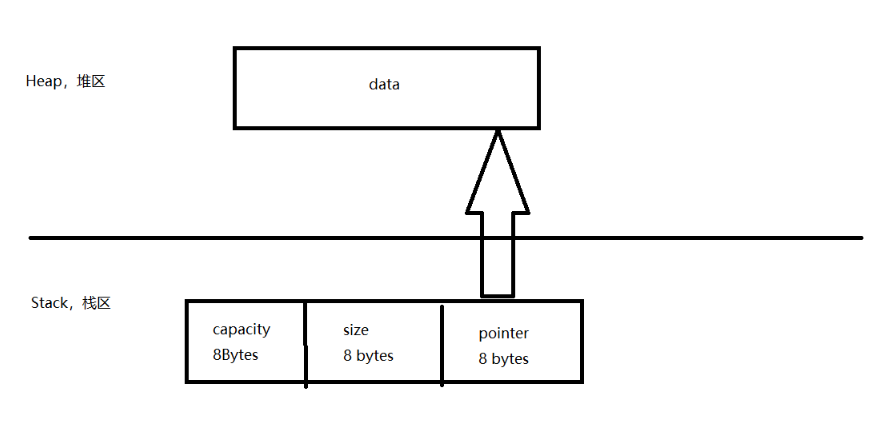 Heap，堆区
data
Stack，栈区
capacity
8Bytes
size
8 bytes
pointer
8 bytes